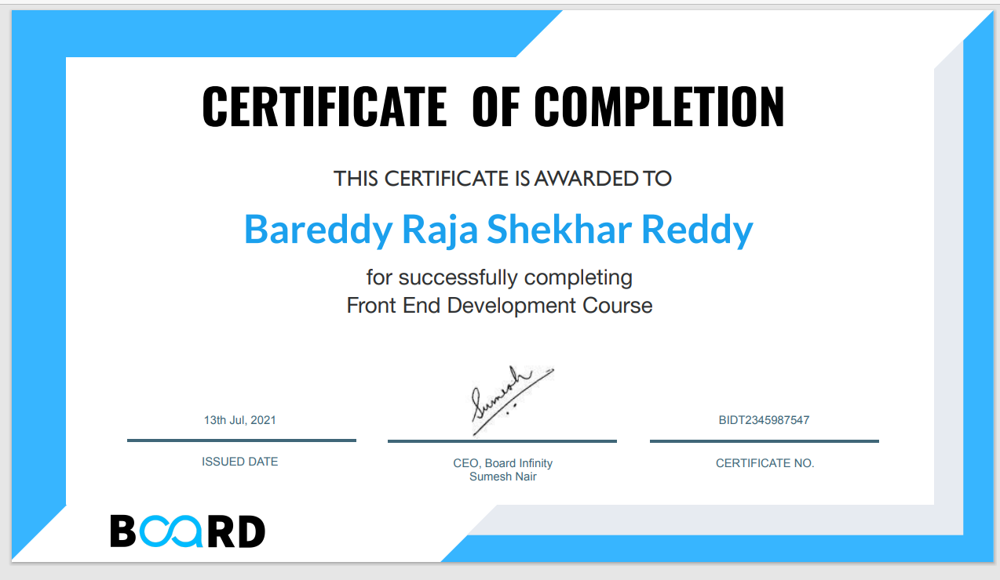 CERTIFICATE OF COMPLETION
THIS CERTIFICATE IS AWARDED TO
Bareddy Raja Shekhar Reddy
for successfully completing
Front End Development Course
Sumesh
13th Jul, 2021
BIDT2345987547
ISSUED DATE
CEO, Board Infinity
Sumesh Nair
CERTIFICATE NO.
BOARD